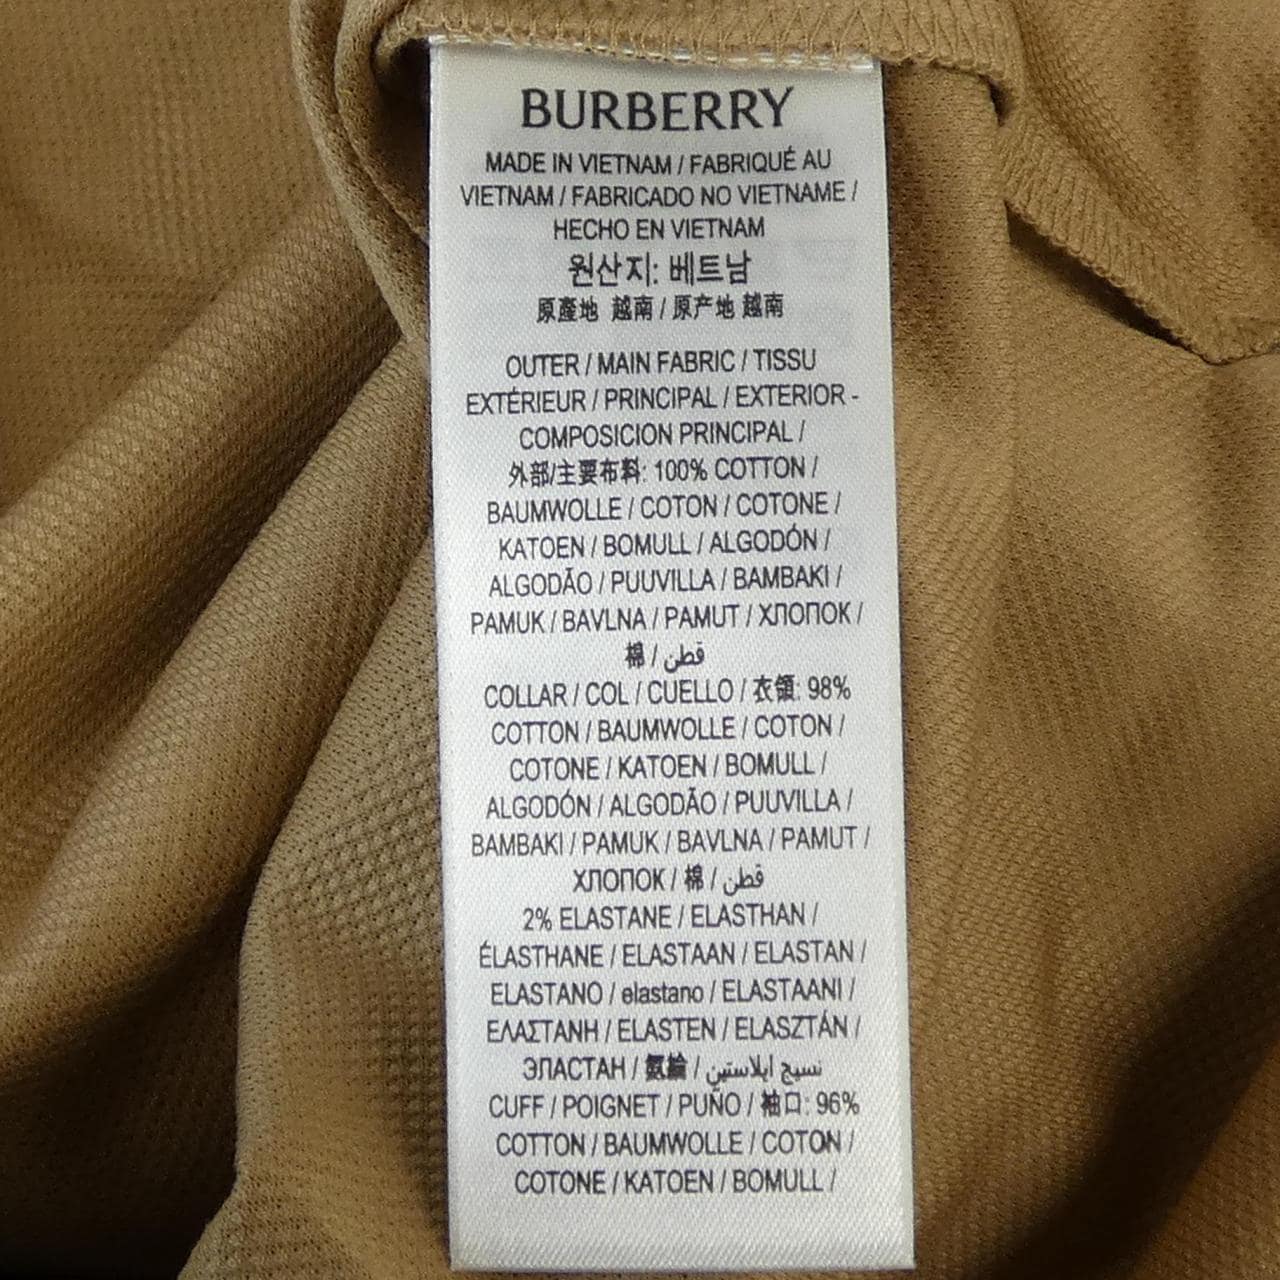 BURBERRY
MADE IN VIETNAM / FABRIQUÉ AU
VIETNAM / FABRICADO NO VIETNAME /
HECHO EN VIETNAM
원산지: 베트남
原產地 越南 / 原产地 越南
OUTER / MAIN FABRIC / TISSU
EXTÉRIEUR / PRINCIPAL / EXTERIOR -
COMPOSICION PRINCIPAL /
外部/主要布料: 100% COTTON /
BAUMWOLLE / COTON / COTONE /
KATOEN / BOMULL / ALGODÓN /
ALGODÃO / PUUVILLA / BAMBAKI /
PAMUK / BAVLNA / PAMUT / ХЛОПОК /
棉 / قطن
COLLAR / COL / CUELLO / 衣領: 98%
COTTON / BAUMWOLLE / COTON /
COTONE / KATOEN / BOMULL /
ALGODÓN / ALGODÃO / PUUVILLA /
BAMBAKI / PAMUK / BAVLNA / PAMUT /
ХЛОПОК / 棉 / قطن
2% ELASTANE / ELASTHAN /
ÉLASTHANE / ELASTAAN / ELASTAN /
ELASTANO / elastano / ELASTAANI /
ΕΛΑΣΤΑΝΗ / ELASTEN / ELASZTÁN /
ЭЛАСТАН / 氨綸 / نسيج ايلاستين
CUFF / POIGNET / PUÑO / 袖口: 96%
COTTON / BAUMWOLLE / COTON /
COTONE / KATOEN / BOMULL /